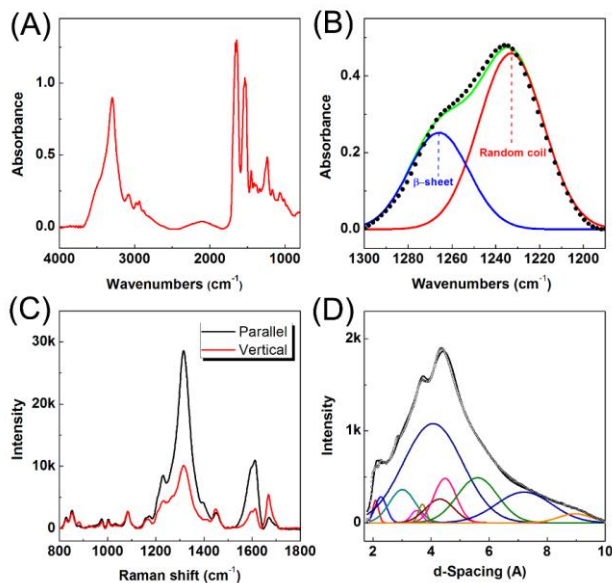 (A)
Absorbance
1.0
0.5
0.0
4000 3000 2000 1000
Wavenumbers (cm⁻¹)
(B)
Absorbance
0.4
0.2
0.0
Random coil
β-sheet
1300 1280 1260 1240 1220 1200
Wavenumbers (cm⁻¹)
(C)
Intensity
30k
20k
10k
0
Parallel
Vertical
800 1000 1200 1400 1600 1800
Raman shift (cm⁻¹)
(D)
Intensity
2k
1k
0
2 4 6 8 10
d-Spacing (A)